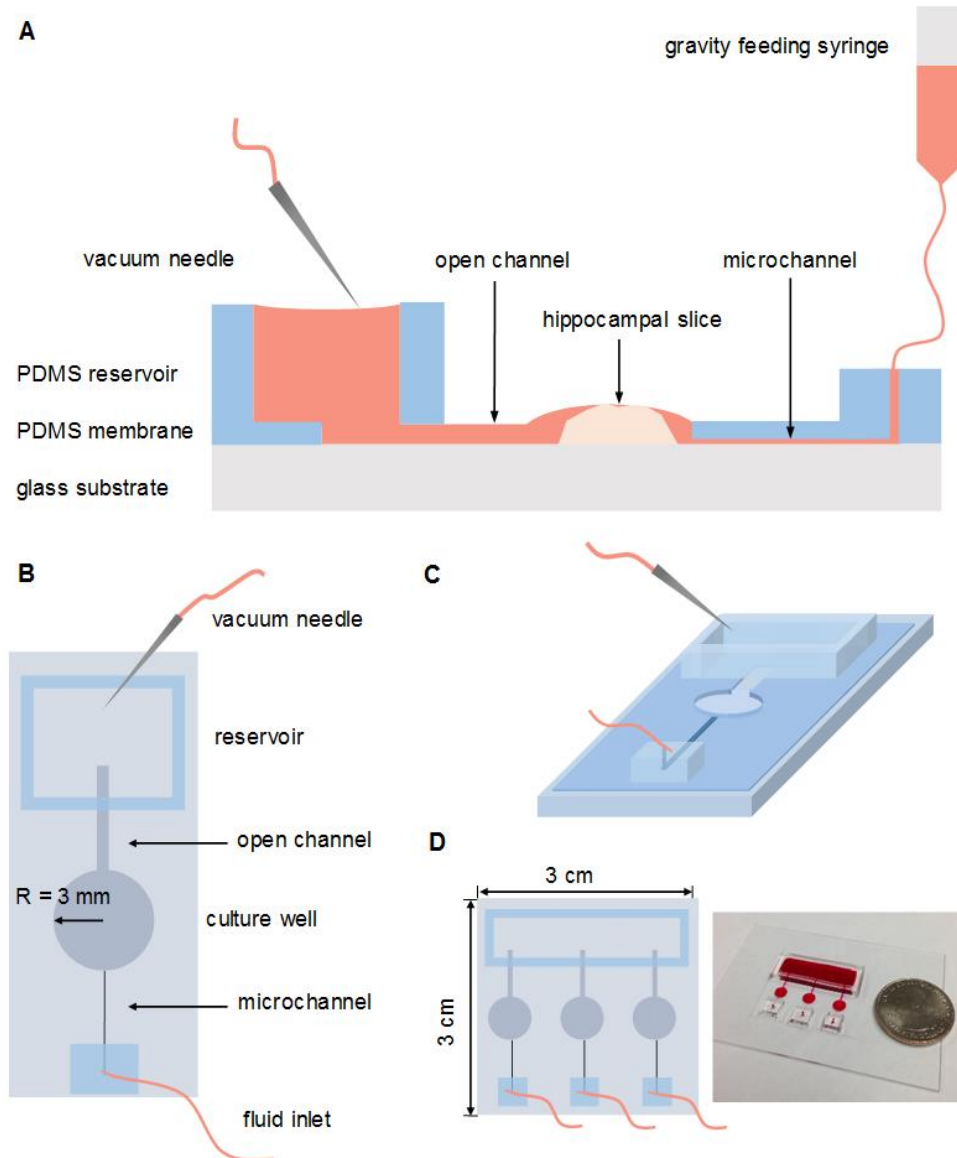 A
gravity feeding syringe
vacuum needle
open channel
microchannel
hippocampal slice
PDMS reservoir
PDMS membrane
glass substrate
B
vacuum needle
reservoir
open channel
R = 3 mm
culture well
microchannel
fluid inlet
C
D
3 cm
3 cm